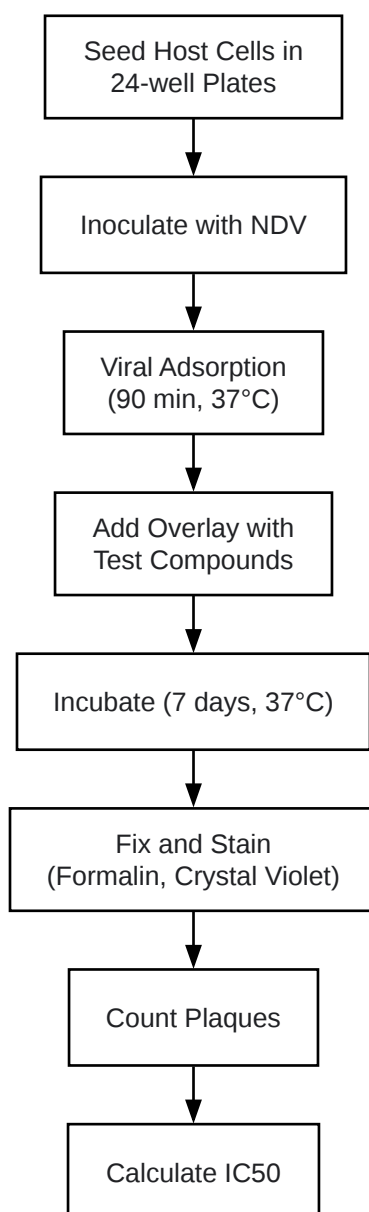 Seed Host Cells in
24-well Plates
Inoculate with NDV
Viral Adsorption
(90 min, 37°C)
Add Overlay with
Test Compounds
Incubate (7 days, 37°C)
Fix and Stain
(Formalin, Crystal Violet)
Count Plaques
Calculate IC50